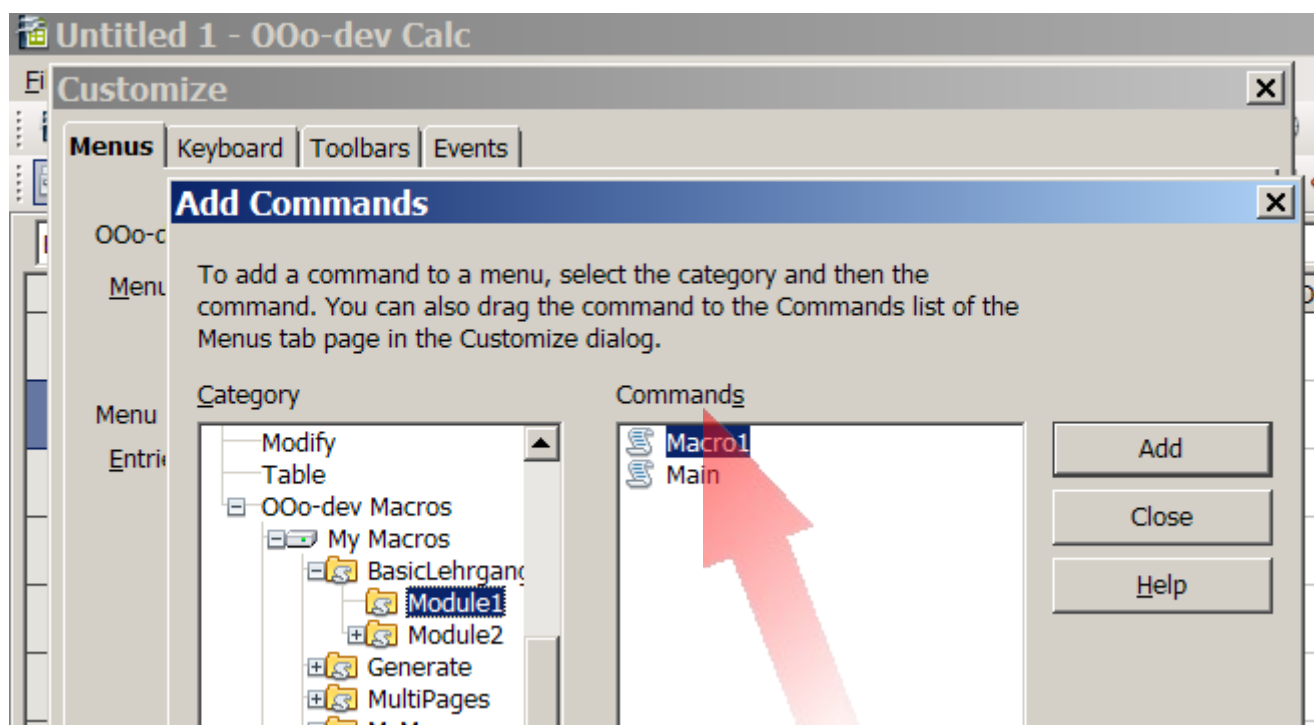 Untitled 1 - OOo-dev Calc
Customize
Menus Keyboard Toolbars Events
Add Commands
To add a command to a menu, select the category and then the
command. You can also drag the command to the Commands list of the
Menus tab page in the Customize dialog.
Menu
Category
Commands
Modify
Table
OOo-dev Macros
My Macros
BasicLehrgang
Module1
Module2
Generate
MultiPages
Macro1
Main
Add
Close
Help